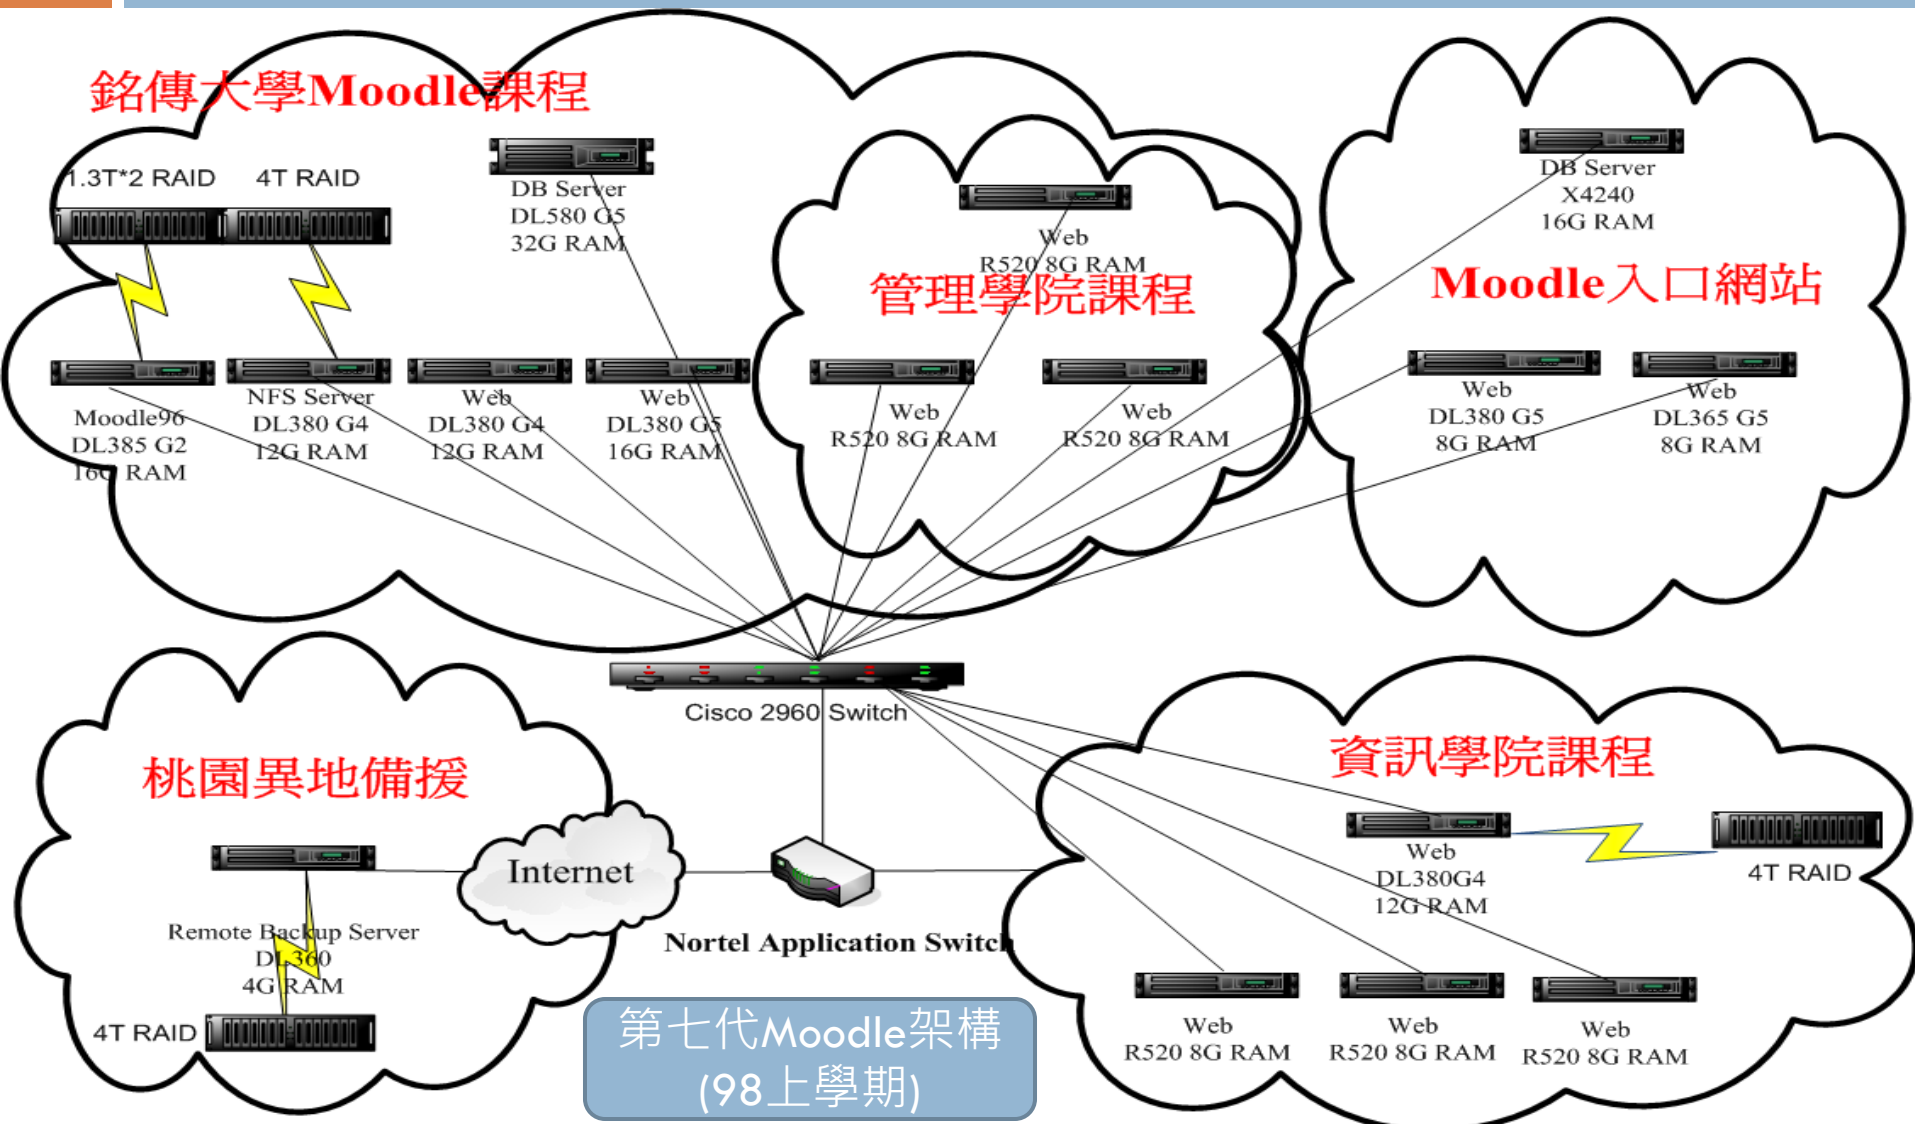 銘傳大學Moodle課程
1.3T*2 RAID
4T RAID
DB Server
DL580 G5
32G RAM
Moodle96
DL385 G2
16G RAM
NFS Server
DL380 G4
12G RAM
Web
DL380 G4
12G RAM
Web
DL380 G5
16G RAM
Web
R520 8G RAM
管理學院課程
Web
R520 8G RAM
Web
R520 8G RAM
DB Server
X4240
16G RAM
Moodle入口網站
Web
DL380 G5
8G RAM
Web
DL365 G5
8G RAM
Cisco 2960 Switch
桃園異地備援
Remote Backup Server
DL360
4G RAM
4T RAID
Internet
Nortel Application Switch
資訊學院課程
Web
DL380G4
12G RAM
4T RAID
Web
R520 8G RAM
Web
R520 8G RAM
Web
R520 8G RAM
第七代Moodle架構
(98上學期)